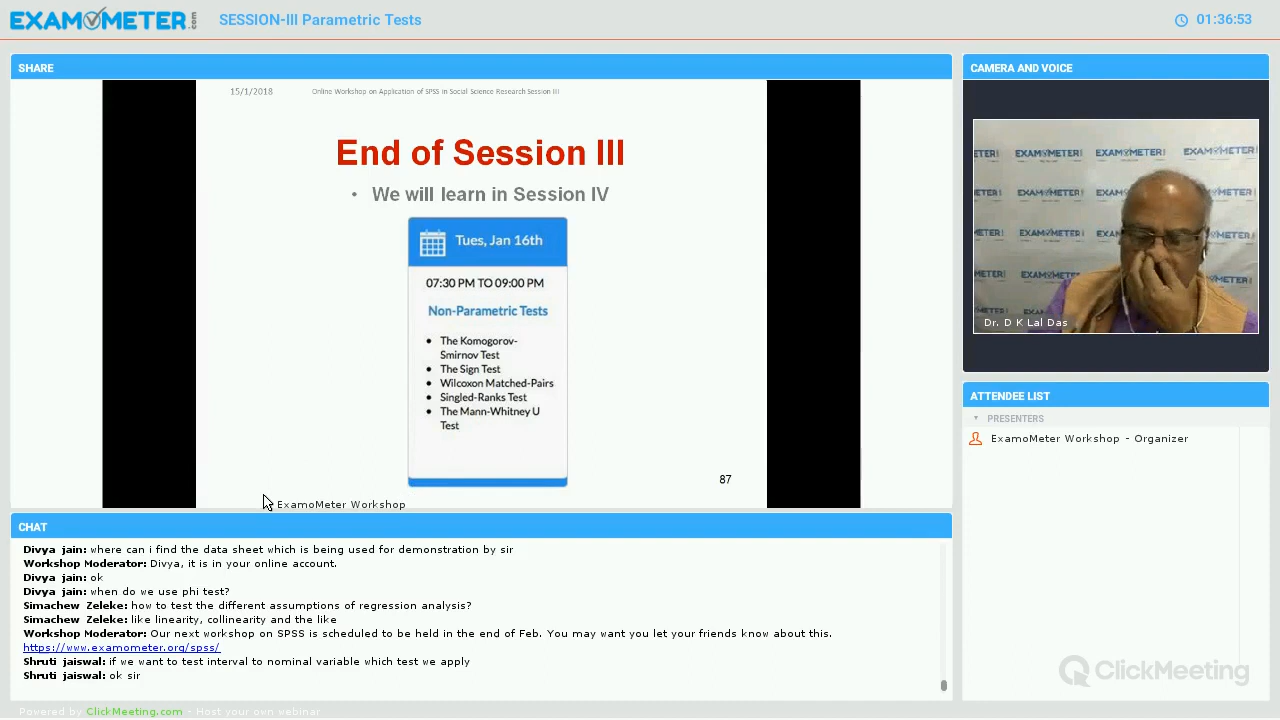 EXAMOMETER.com
SESSION-III Parametric Tests
01:36:53
SHARE
15/1/2018 Online Workshop on Application of SPSS in Social Science Research Session III
End of Session III
• We will learn in Session IV
Tues, Jan 16th
07:30 PM TO 09:00 PM
Non-Parametric Tests
• The Komogorov-
Smirnov Test
• The Sign Test
• Wilcoxon Matched-Pairs
• Singled-Ranks Test
• The Mann-Whitney U
Test
87
ExamoMeter Workshop
CAMERA AND VOICE
ETER! EXAMOMETER! EXAMOMETER! EXAMOMETER!
Dr. D K Lal Das
ATTENDEE LIST
PRESENTERS
ExamoMeter Workshop - Organizer
CHAT
Divya jain: where can i find the data sheet which is being used for demonstration by sir
Workshop Moderator: Divya, it is in your online account.
Divya jain: ok
Divya jain: when do we use phi test?
Simachew Zeleke: how to test the different assumptions of regression analysis?
Simachew Zeleke: like linearity, collinearity and the like
Workshop Moderator: Our next workshop on SPSS is scheduled to be held in the end of Feb. You may want you let your friends know about this.
https://www.examometer.org/spss/
Shruti jaiswal: if we want to test interval to nominal variable which test we apply
Shruti jaiswal: ok sir
ClickMeeting
Powered by ClickMeeting.com - Host your own webinar